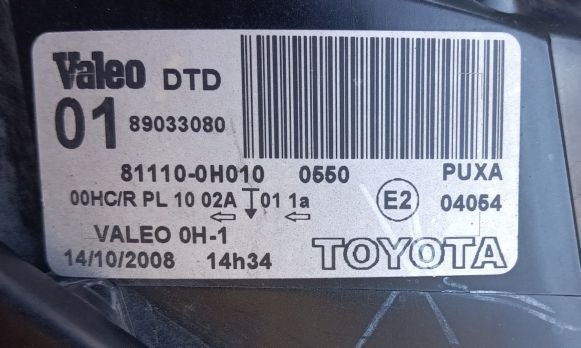 Valeo DTD
01 89033080
81110-0H010 0550 PUXA
00HC/R PL 10 02A 01 1a E2 04054
VALEO 0H-1 TOYOTA
14/10/2008 14h34